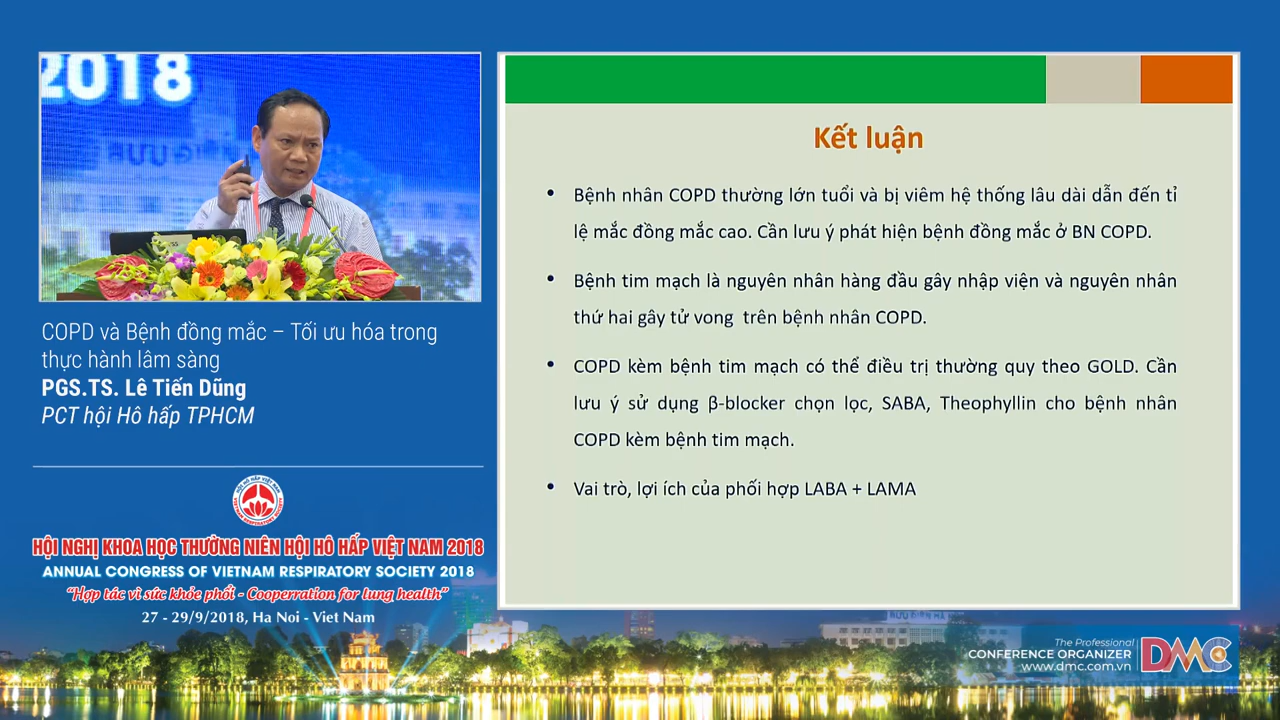 2018
COPD và Bệnh đồng mắc – Tối ưu hóa trong
thực hành lâm sàng
PGS.TS. Lê Tiến Dũng
PCT hội Hô hấp TPHCM
HỘI NGHỊ KHOA HỌC THƯỜNG NIÊN HỘI HÔ HẤP VIỆT NAM 2018
ANNUAL CONGRESS OF VIETNAM RESPIRATORY SOCIETY 2018
“Hợp tác vì sức khỏe phổi - Cooperration for lung health”
27 - 29/9/2018, Ha Noi - Viet Nam
Kết luận
• Bệnh nhân COPD thường lớn tuổi và bị viêm hệ thống lâu dài dẫn đến tỉ
lệ mắc đồng mắc cao. Cần lưu ý phát hiện bệnh đồng mắc ở BN COPD.
• Bệnh tim mạch là nguyên nhân hàng đầu gây nhập viện và nguyên nhân
thứ hai gây tử vong trên bệnh nhân COPD.
• COPD kèm bệnh tim mạch có thể điều trị thường quy theo GOLD. Cần
lưu ý sử dụng β-blocker chọn lọc, SABA, Theophyllin cho bệnh nhân
COPD kèm bệnh tim mạch.
• Vai trò, lợi ích của phối hợp LABA + LAMA
The Professional
CONFERENCE ORGANIZER
www.dmc.com.vn
DMC